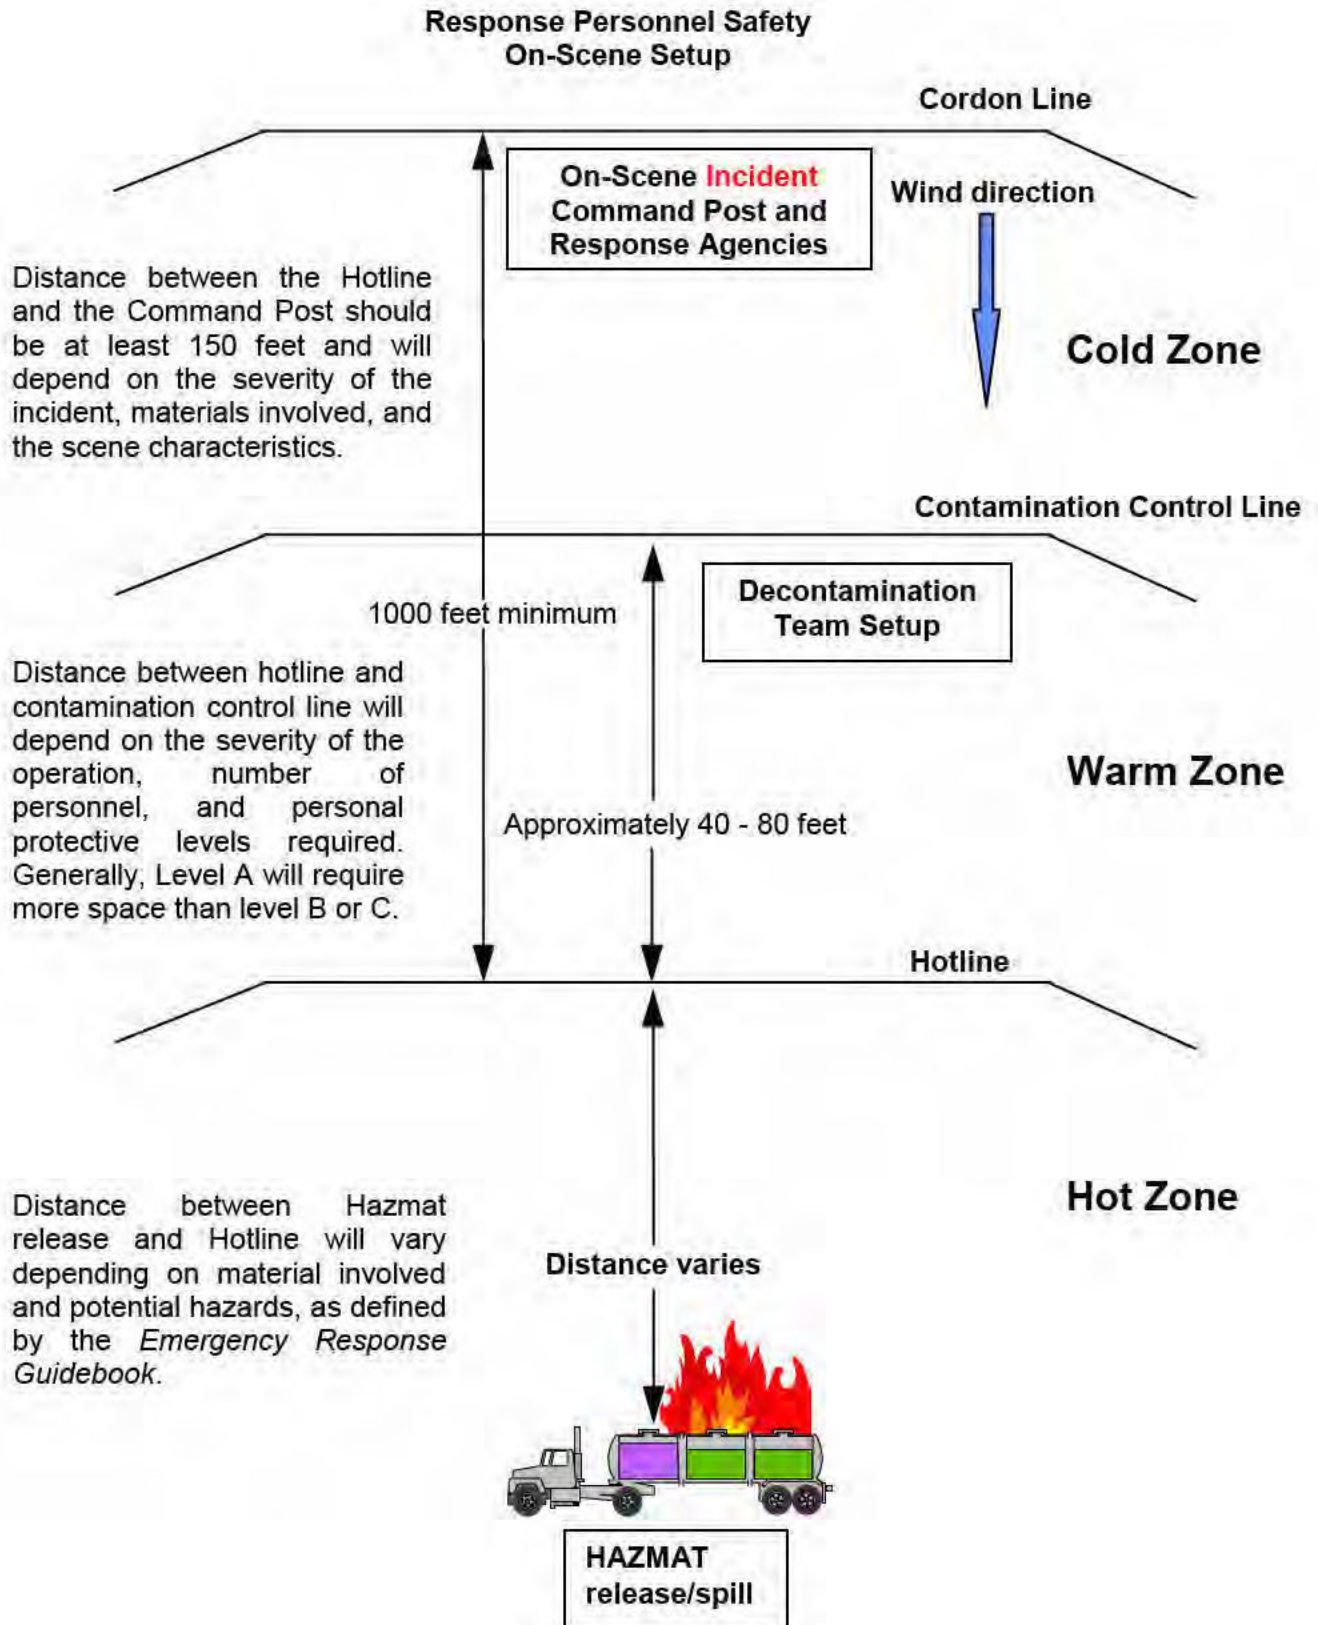 Response Personnel Safety
On-Scene Setup
Cordon Line
On-Scene Incident
Command Post and
Response Agencies
Wind direction
Distance between the Hotline
and the Command Post should
be at least 150 feet and will
depend on the severity of the
incident, materials involved, and
the scene characteristics.
Cold Zone
Contamination Control Line
Decontamination
Team Setup
1000 feet minimum
Distance between hotline and
contamination control line will
depend on the severity of the
operation, number of
personnel, and personal
protective levels required.
Generally, Level A will require
more space than level B or C.
Warm Zone
Approximately 40 - 80 feet
Hotline
Hot Zone
Distance between Hazmat
release and Hotline will vary
depending on material involved
and potential hazards, as defined
by the Emergency Response
Guidebook.
Distance varies
HAZMAT
release/spill